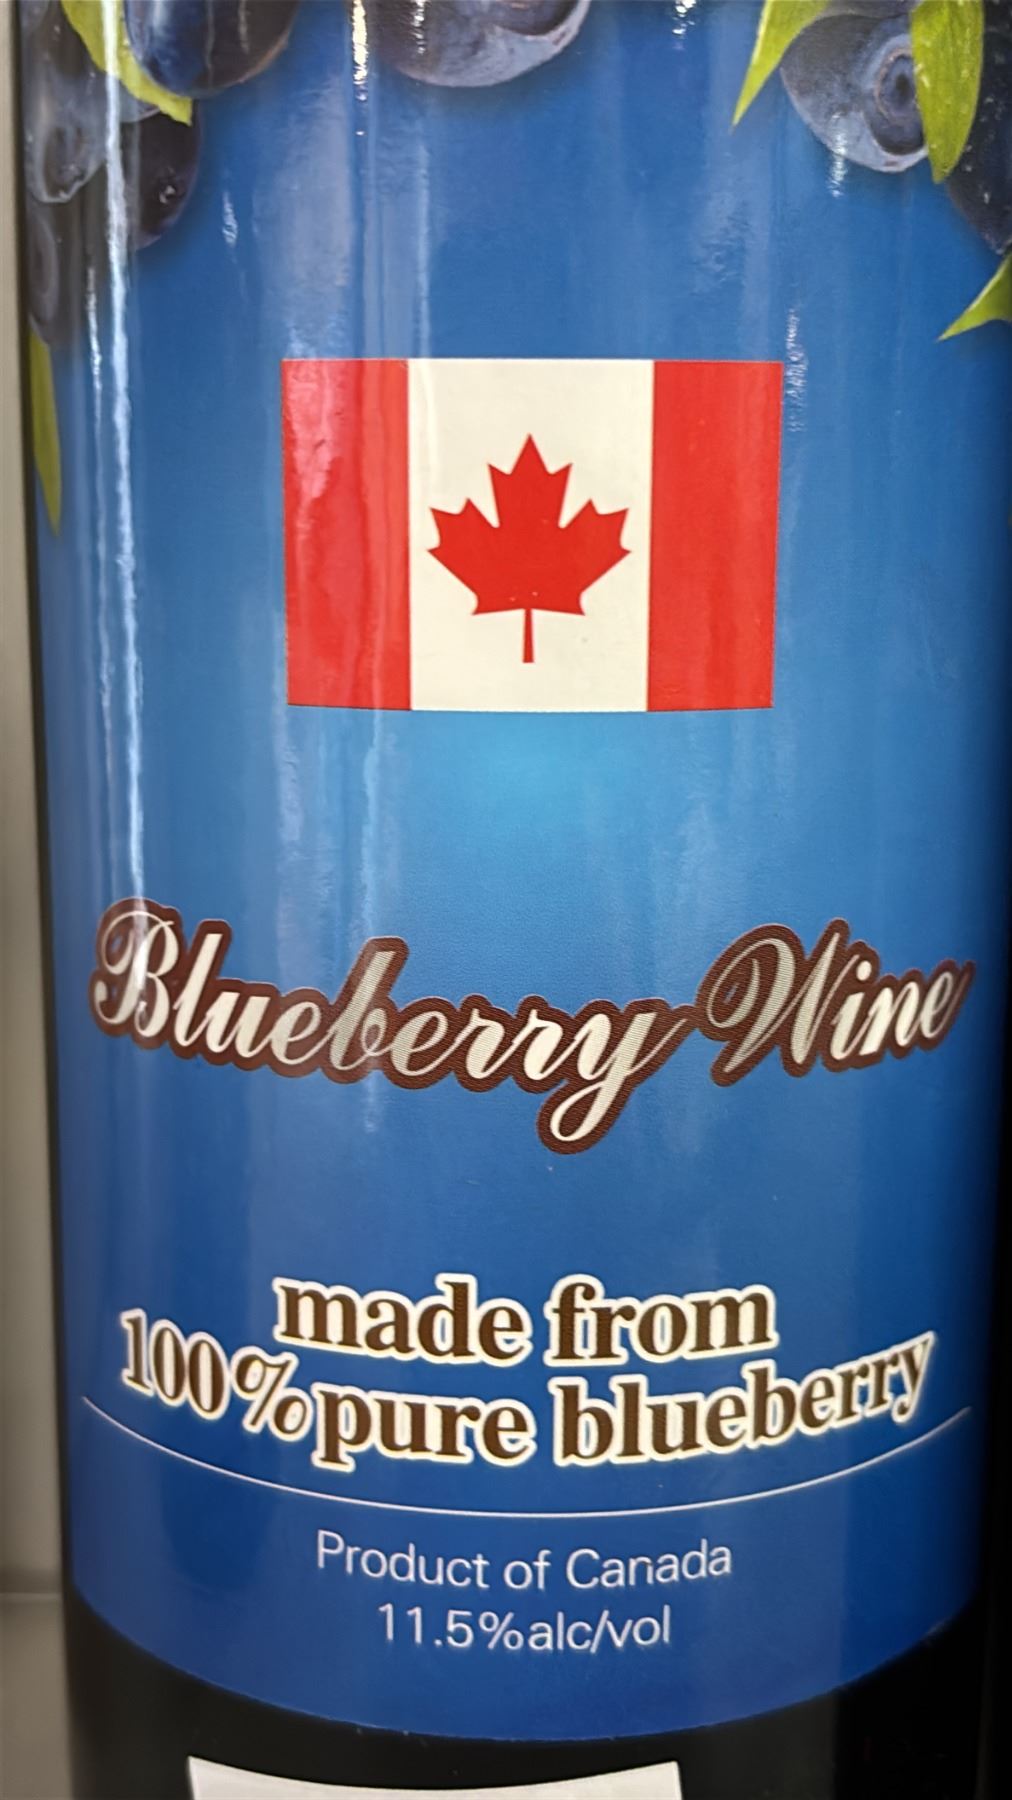 Blueberry Wine
made from
100%pure blueberry
Product of Canada
11.5%alc/vol